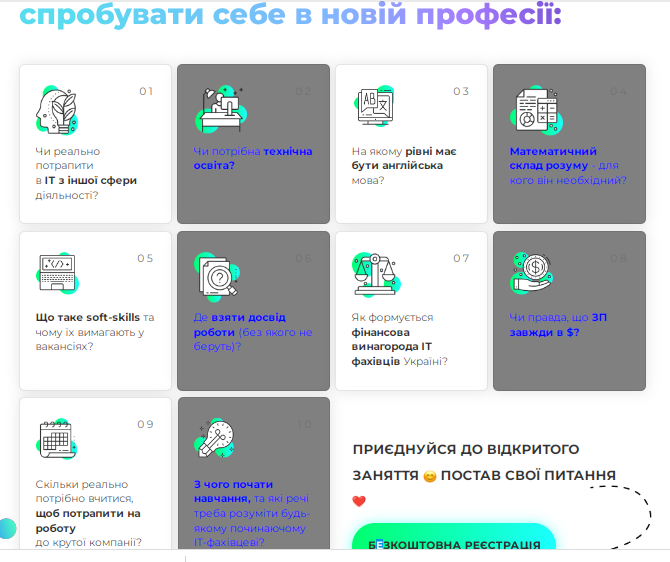 спробувати себе в новій професії:
01
Чи реально
потрапити
в ІТ з іншої сфери
діяльності?
02
Чи потрібна технічна
освіта?
03
На якому рівні має
бути англійська
мова?
04
Математичний
склад розуму - для
кого він необхідний?
05
Що таке soft-skills та
чому їх вимагають у
вакансіях?
06
Де взяти досвід
роботи (без якого не
беруть)?
07
Як формується
фінансова
винагорода ІТ
фахівців Україні?
08
Чи правда, що ЗП
завжди в $?
09
Скільки реально
потрібно вчитися,
щоб потрапити на
роботу
до крутої компанії?
10
З чого почати
навчання, та які речі
треба розуміти будь-
якому починаючому
ІТ-фахівцеві?
ПРИЄДНУЙСЯ ДО ВІДКРИТОГО
ЗАНЯТТЯ 😊 ПОСТАВ СВОЇ ПИТАННЯ
❤️
БЕЗКОШТОВНА РЕЄСТРАЦІЯ